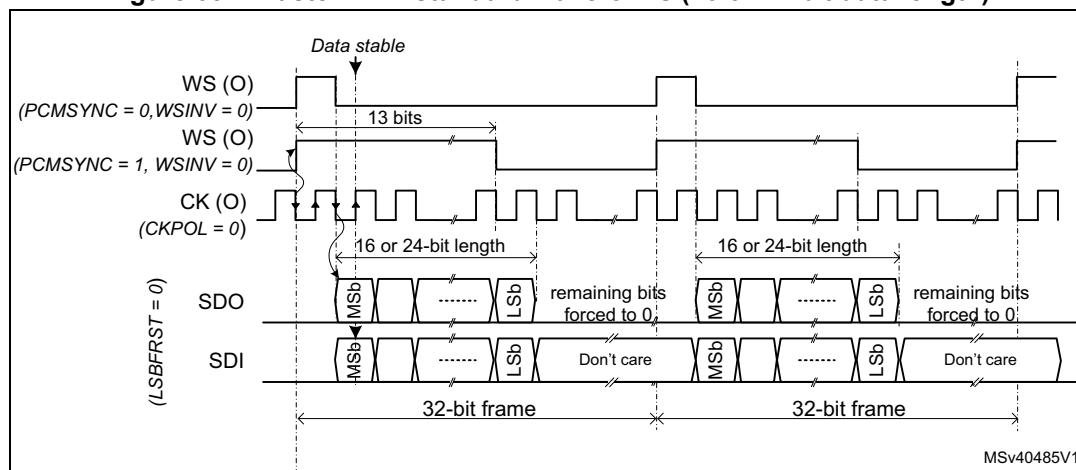 Data stable
WS (O)
(PCMSYNC = 0,WSINV = 0)
13 bits
WS (O)
(PCMSYNC = 1, WSINV = 0)
CK (O)
(CKPOL = 0)
16 or 24-bit length
16 or 24-bit length
(LSBFRST = 0)
SDO
MSb
LSb
remaining bits
forced to 0
MSb
LSb
remaining bits
forced to 0
SDI
MSb
LSb
Don't care
MSb
LSb
Don't care
32-bit frame
32-bit frame
MSv40485V1